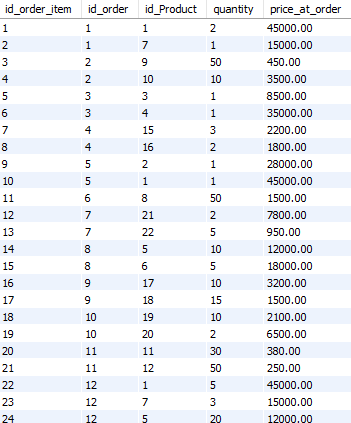 id_order_item id_order id_Product quantity price_at_order
1 1 1 2 45000.00
2 1 7 1 15000.00
3 2 9 50 450.00
4 2 10 10 3500.00
5 3 3 1 8500.00
6 3 4 1 35000.00
7 4 15 3 2200.00
8 4 16 2 1800.00
9 5 2 1 28000.00
10 5 1 1 45000.00
11 6 8 50 1500.00
12 7 21 2 7800.00
13 7 22 5 950.00
14 8 5 10 12000.00
15 8 6 5 18000.00
16 9 17 10 3200.00
17 9 18 15 1500.00
18 10 19 10 2100.00
19 10 20 2 6500.00
20 11 11 30 380.00
21 11 12 50 250.00
22 12 1 5 45000.00
23 12 7 3 15000.00
24 12 5 20 12000.00